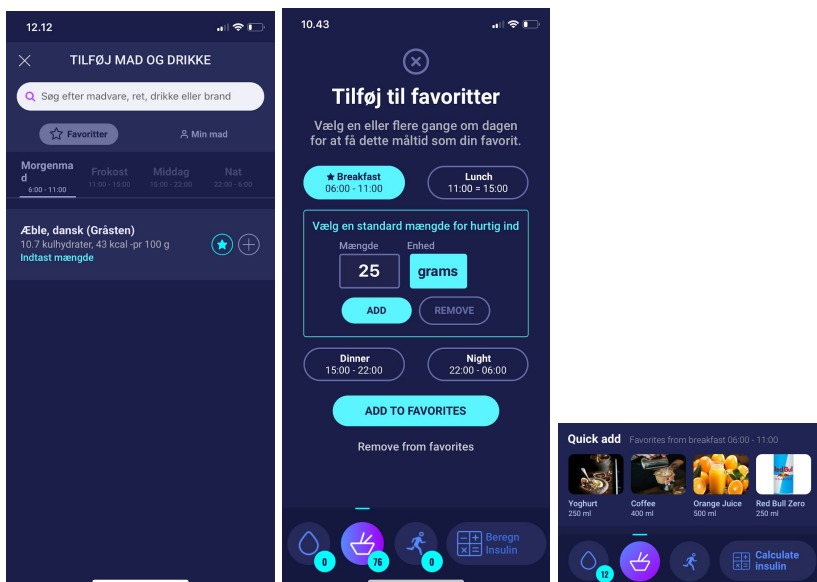 12.12
TILFØJ MAD OG DRIKKE
Søg efter madvare, ret, drikke eller brand
Favoritter
Min mad
Morgenma
d
6:00 - 11:00
Frokost
11:00 - 15:00
Middag
15:00 - 22:00
Nat
22:00 - 6:00
Æble, dansk (Gråsten)
10.7 kulhydrater, 43 kcal -pr 100 g
Indtast mængde
10.43
Tilføj til favoritter
Vælg en eller flere gange om dagen
for at få dette måltid som din favorit.
Breakfast
06:00 - 11:00
Lunch
11:00 = 15:00
Vælg en standard mængde for hurtig ind
Mængde
Enhed
25
grams
ADD
REMOVE
Dinner
15:00 - 22:00
Night
22:00 - 06:00
ADD TO FAVORITES
Remove from favorites
0
76
0
Beregn
Insulin
Quick add
Favorites from breakfast 06:00 - 11:00
RedBul
Yoghurt
250 ml
Coffee
400 ml
Orange Juice
500 ml
Red Bull Zero
250 ml
12
Calculate
insulin